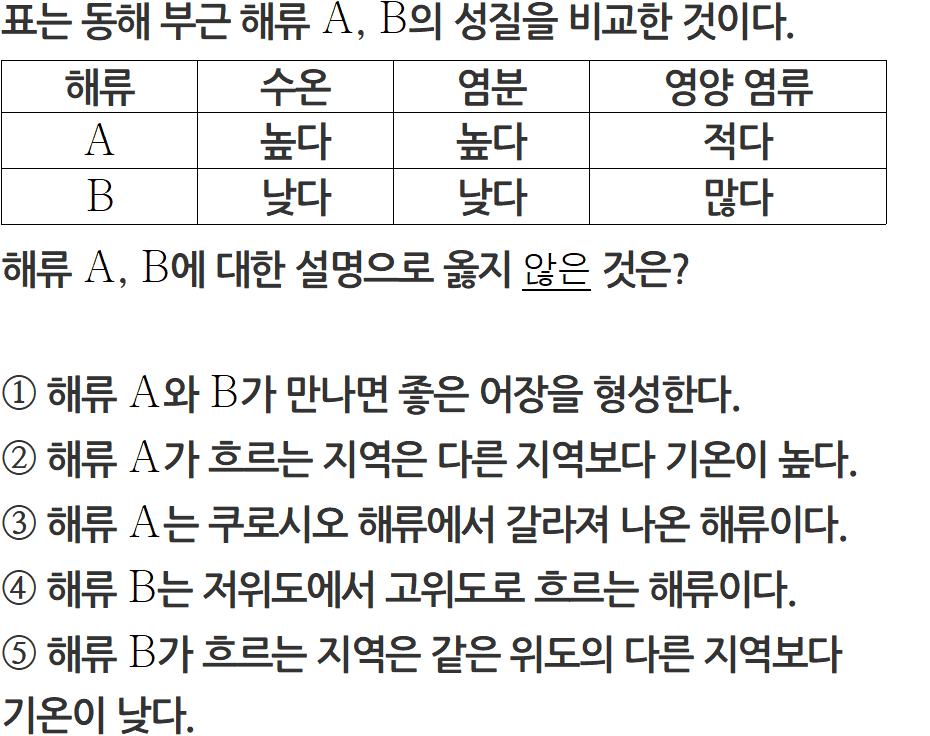 표는 동해 부근 해류 A, B의 성질을 비교한 것이다.
해류 수온 염분 영양 염류
A 높다 높다 적다
B 낮다 낮다 많다
해류 A, B에 대한 설명으로 옳지 않은 것은?
① 해류 A와 B가 만나면 좋은 어장을 형성한다.
② 해류 A가 흐르는 지역은 다른 지역보다 기온이 높다.
③ 해류 A는 쿠로시오 해류에서 갈라져 나온 해류이다.
④ 해류 B는 저위도에서 고위도로 흐르는 해류이다.
⑤ 해류 B가 흐르는 지역은 같은 위도의 다른 지역보다
기온이 낮다.